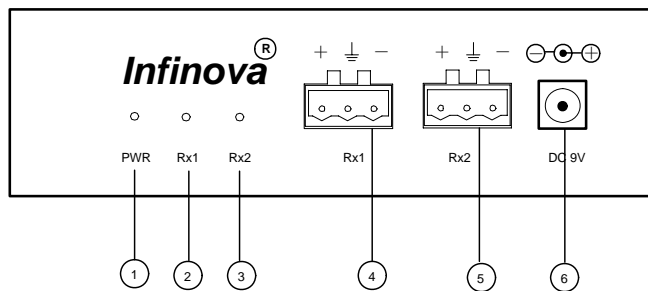 Infinova®
+ ⏚ −
+ ⏚ −
− +
PWR Rx1 Rx2 Rx1 Rx2 DC 9V
1 2 3 4 5 6